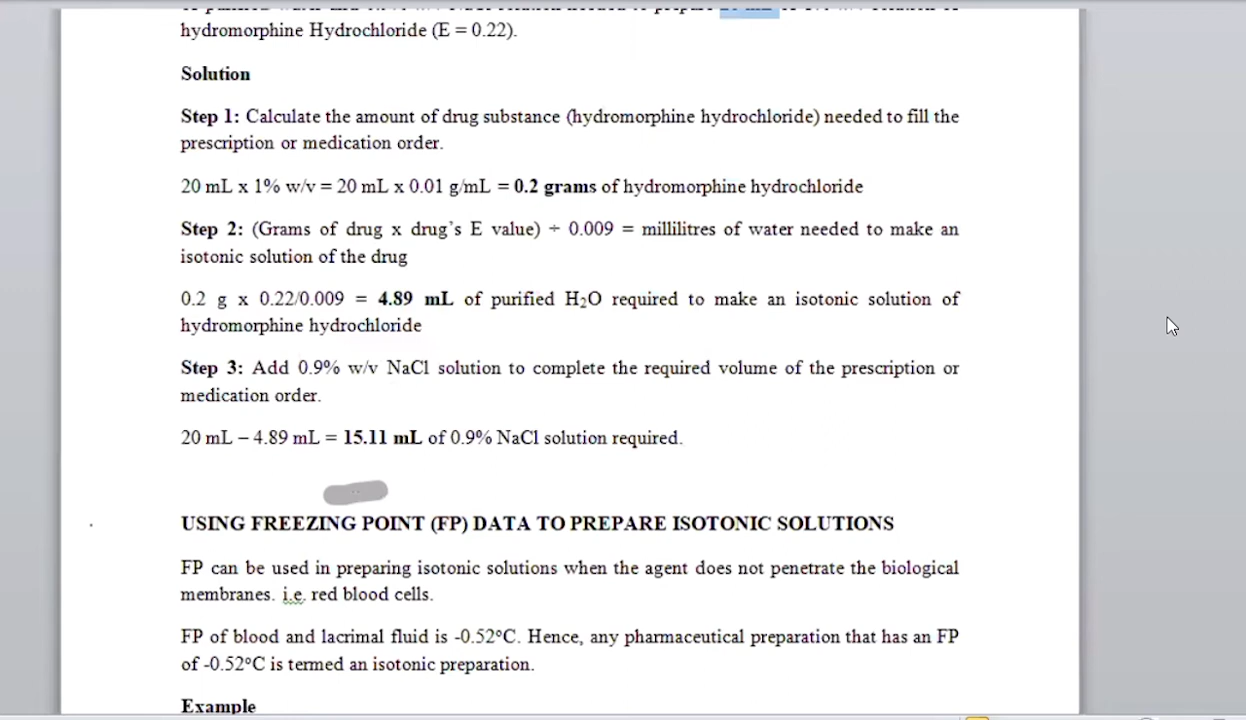 hydromorphine Hydrochloride (E = 0.22).
Solution
Step 1: Calculate the amount of drug substance (hydromorphine hydrochloride) needed to fill the
prescription or medication order.
20 mL x 1% w/v = 20 mL x 0.01 g/mL = 0.2 grams of hydromorphine hydrochloride
Step 2: (Grams of drug x drug's E value) ÷ 0.009 = millilitres of water needed to make an
isotonic solution of the drug
0.2 g x 0.22/0.009 = 4.89 mL of purified H₂O required to make an isotonic solution of
hydromorphine hydrochloride
Step 3: Add 0.9% w/v NaCl solution to complete the required volume of the prescription or
medication order.
20 mL – 4.89 mL = 15.11 mL of 0.9% NaCl solution required.
USING FREEZING POINT (FP) DATA TO PREPARE ISOTONIC SOLUTIONS
FP can be used in preparing isotonic solutions when the agent does not penetrate the biological
membranes. i.e. red blood cells.
FP of blood and lacrimal fluid is -0.52°C. Hence, any pharmaceutical preparation that has an FP
of -0.52°C is termed an isotonic preparation.
Example